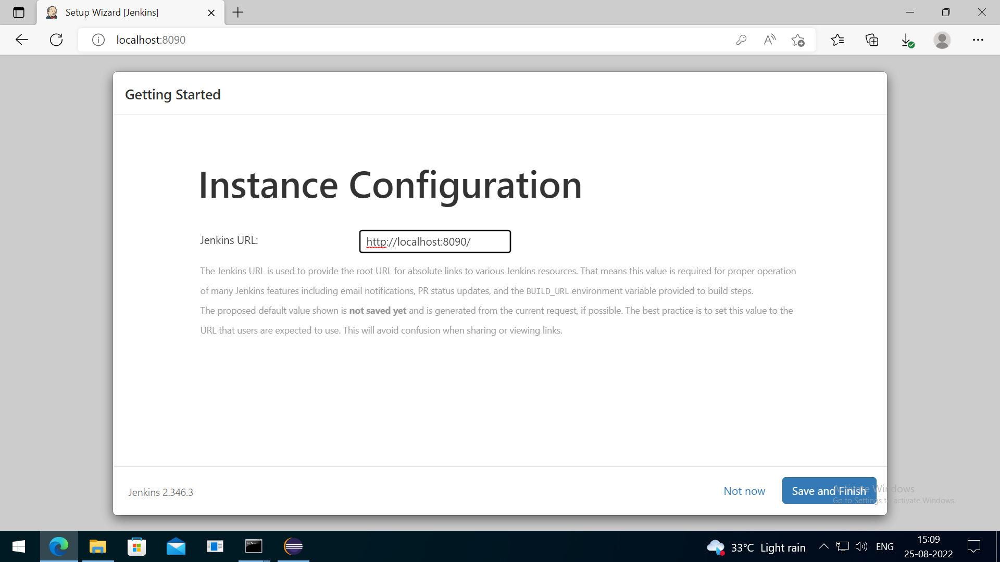 Setup Wizard [Jenkins]
localhost:8090
Getting Started
Instance Configuration
Jenkins URL:
http://localhost:8090/
The Jenkins URL is used to provide the root URL for absolute links to various Jenkins resources. That means this value is required for proper operation
of many Jenkins features including email notifications, PR status updates, and the BUILD_URL environment variable provided to build steps.
The proposed default value shown is not saved yet and is generated from the current request, if possible. The best practice is to set this value to the
URL that users are expected to use. This will avoid confusion when sharing or viewing links.
Jenkins 2.346.3
Not now
Save and Finish
Activate Windows
Go to Settings to activate Windows.
33°C Light rain
ENG
15:09
25-08-2022